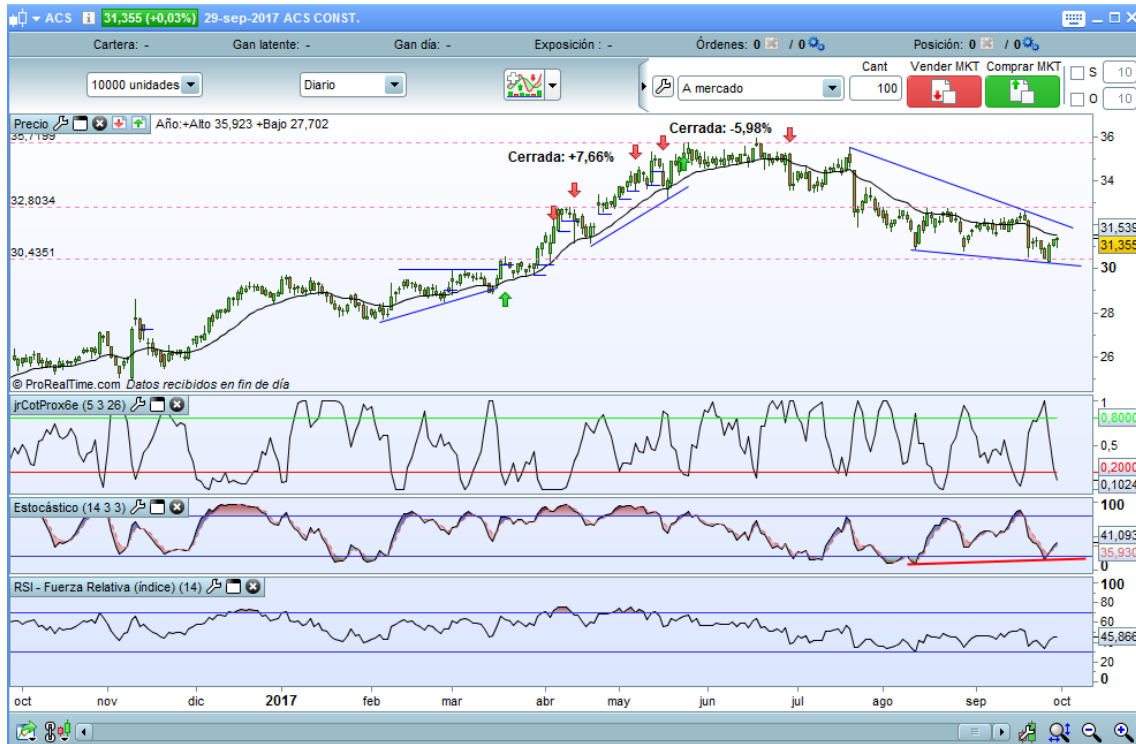 ACS 31,355 (+0,03%) 29-sep-2017 ACS CONST.
Cartera: - Gan latente: - Gan día: - Exposición : - Órdenes: 0 / 0 Posición: 0 / 0
Cant Vender MKT Comprar MKT S 10
10000 unidades Diario A mercado 100 O 10
Precio Año:+Alto 35,923 +Bajo 27,702
35,7199
Cerrada: -5,98%
Cerrada: +7,66%
36
34
32,8034
31,539
31,355
30,4351
30
28
26
© ProRealTime.com Datos recibidos en fin de día
jrCotProx6e (5 3 26)
1
0,8000
0,5
0,2000
0,1024
Estocástico (14 3 3)
100
41,093
35,930
0
RSI - Fuerza Relativa (índice) (14)
100
80
60
45,866
20
0
oct nov dic 2017 feb mar abr may jun jul ago sep oct